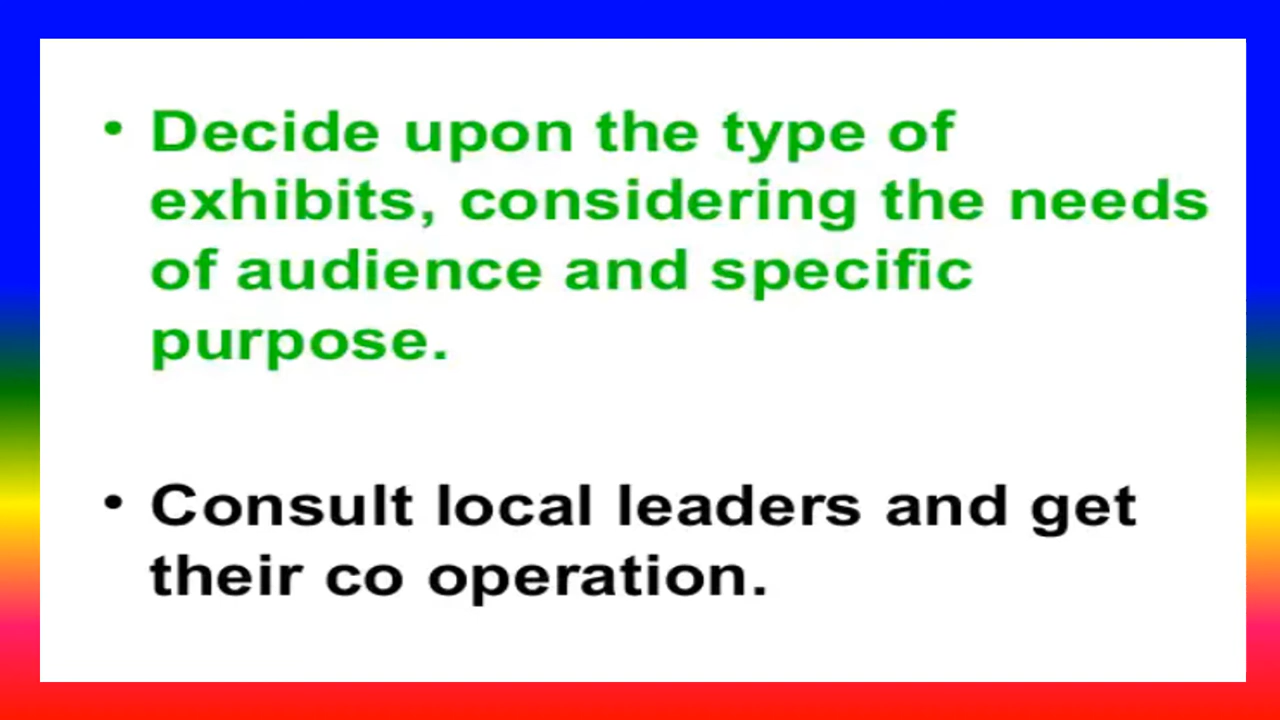 • Decide upon the type of
exhibits, considering the needs
of audience and specific
purpose.
• Consult local leaders and get
their co operation.